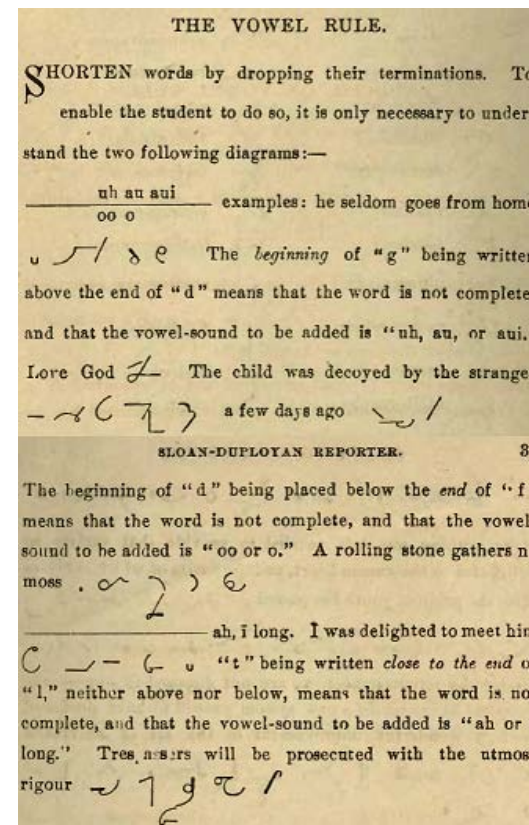 THE VOWEL RULE.
SHORTEN words by dropping their terminations. To
enable the student to do so, it is only necessary to under
stand the two following diagrams:—
uh au aui
oo o
examples: he seldom goes from home
The beginning of "g" being written
above the end of "d" means that the word is not complete
and that the vowel-sound to be added is "uh, au, or aui.
Love God The child was decoyed by the strange
a few days ago
SLOAN-DUPLOYAN REPORTER. 3
The beginning of "d" being placed below the end of "f
means that the word is not complete, and that the vowel
sound to be added is "oo or o." A rolling stone gathers n
moss
ah, ī long. I was delighted to meet him
"t" being written close to the end o
"l," neither above nor below, means that the word is no
complete, and that the vowel-sound to be added is "ah or
long." Trespassers will be prosecuted with the utmos
rigour